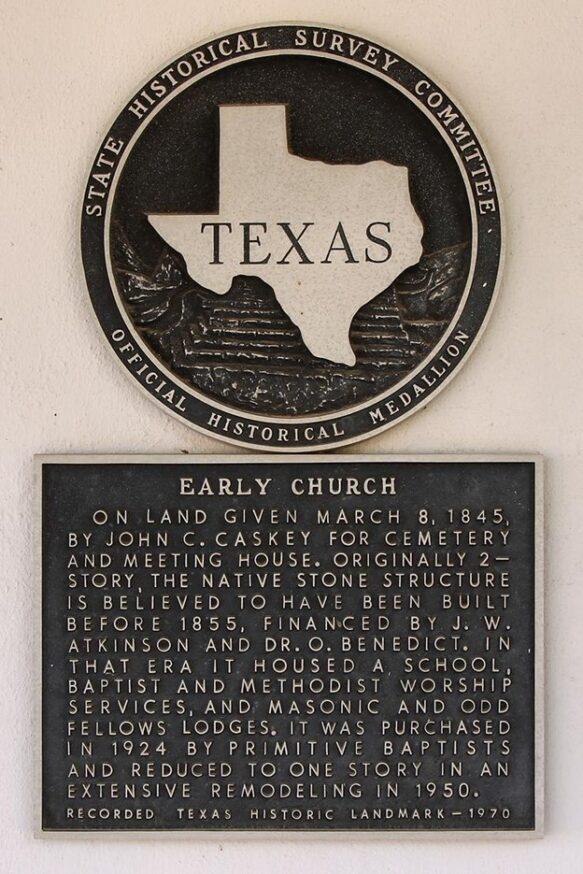 STATE HISTORICAL SURVEY COMMITTEE
TEXAS
OFFICIAL HISTORICAL MEDALLION
EARLY CHURCH
ON LAND GIVEN MARCH 8, 1845,
BY JOHN C. CASKEY FOR CEMETERY
AND MEETING HOUSE. ORIGINALLY 2-
STORY, THE NATIVE STONE STRUCTURE
IS BELIEVED TO HAVE BEEN BUILT
BEFORE 1855, FINANCED BY J. W.
ATKINSON AND DR. O. BENEDICT. IN
THAT ERA IT HOUSED A SCHOOL,
BAPTIST AND METHODIST WORSHIP
SERVICES, AND MASONIC AND ODD
FELLOWS LODGES. IT WAS PURCHASED
IN 1924 BY PRIMITIVE BAPTISTS
AND REDUCED TO ONE STORY IN AN
EXTENSIVE REMODELING IN 1950.
RECORDED TEXAS HISTORIC LANDMARK-1970